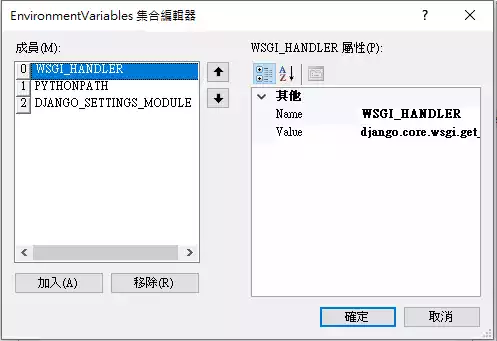 EnvironmentVariables 集合編輯器
成員(M):
0 WSGI_HANDLER
1 PYTHONPATH
2 DJANGO_SETTINGS_MODULE
加入(A)
移除(R)
WSGI_HANDLER 屬性(P):
其他
Name WSGI_HANDLER
Value django.core.wsgi.get_
確定
取消